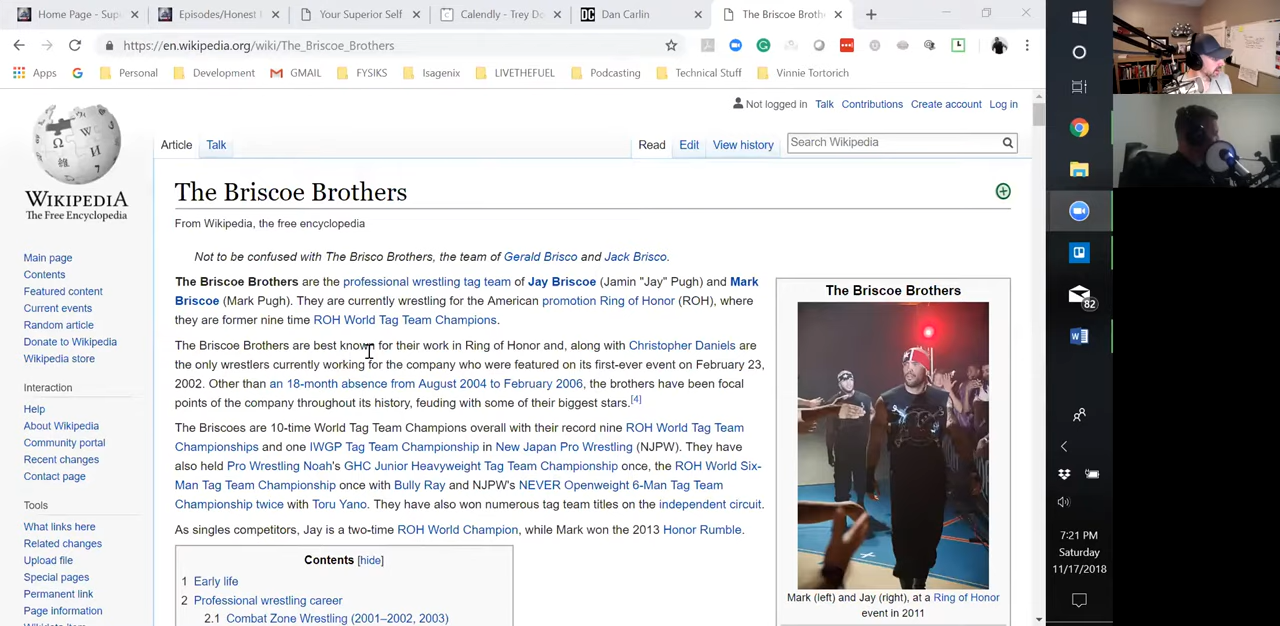 Home Page - Sup
Episodes/Honest
Your Superior Self
Calendly - Trey Do
Dan Carlin
The Briscoe Broth
https://en.wikipedia.org/wiki/The_Briscoe_Brothers
Apps Personal Development GMAIL FYSIKS Isagenix LIVETHEFUEL Podcasting Technical Stuff Vinnie Tortorich
Not logged in Talk Contributions Create account Log in
Article Talk Read Edit View history Search Wikipedia
WIKIPEDIA
The Free Encyclopedia
Main page
Contents
Featured content
Current events
Random article
Donate to Wikipedia
Wikipedia store
Interaction
Help
About Wikipedia
Community portal
Recent changes
Contact page
Tools
What links here
Related changes
Upload file
Special pages
Permanent link
Page information
The Briscoe Brothers
From Wikipedia, the free encyclopedia
Not to be confused with The Brisco Brothers, the team of Gerald Brisco and Jack Brisco.
The Briscoe Brothers are the professional wrestling tag team of Jay Briscoe (Jamin "Jay" Pugh) and Mark
Briscoe (Mark Pugh). They are currently wrestling for the American promotion Ring of Honor (ROH), where
they are former nine time ROH World Tag Team Champions.
The Briscoe Brothers are best known for their work in Ring of Honor and, along with Christopher Daniels are
the only wrestlers currently working for the company who were featured on its first-ever event on February 23,
2002. Other than an 18-month absence from August 2004 to February 2006, the brothers have been focal
points of the company throughout its history, feuding with some of their biggest stars.[4]
The Briscoes are 10-time World Tag Team Champions overall with their record nine ROH World Tag Team
Championships and one IWGP Tag Team Championship in New Japan Pro Wrestling (NJPW). They have
also held Pro Wrestling Noah's GHC Junior Heavyweight Tag Team Championship once, the ROH World Six-
Man Tag Team Championship once with Bully Ray and NJPW's NEVER Openweight 6-Man Tag Team
Championship twice with Toru Yano. They have also won numerous tag team titles on the independent circuit.
As singles competitors, Jay is a two-time ROH World Champion, while Mark won the 2013 Honor Rumble.
Contents [hide]
1 Early life
2 Professional wrestling career
2.1 Combat Zone Wrestling (2001–2002, 2003)
The Briscoe Brothers
Mark (left) and Jay (right), at a Ring of Honor
event in 2011
82
7:21 PM
Saturday
11/17/2018